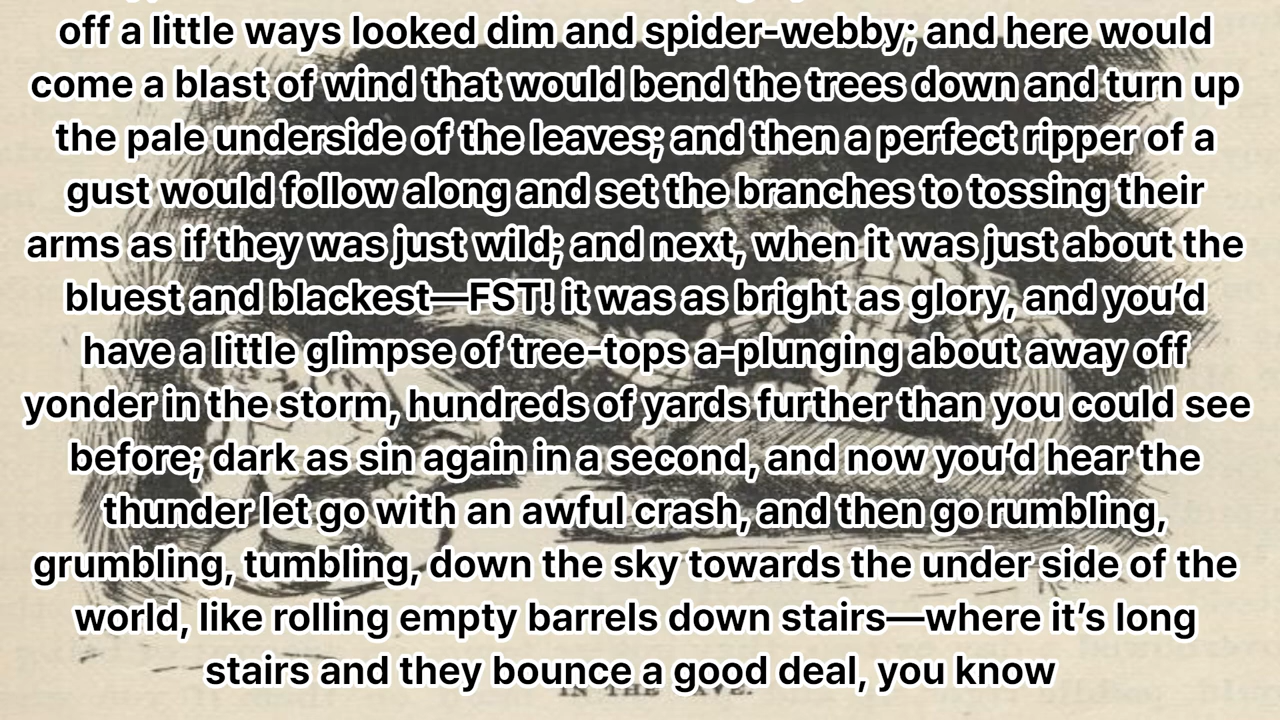 off a little ways looked dim and spider-webby; and here would
come a blast of wind that would bend the trees down and turn up
the pale underside of the leaves; and then a perfect ripper of a
gust would follow along and set the branches to tossing their
arms as if they was just wild; and next, when it was just about the
bluest and blackest—FST! it was as bright as glory, and you’d
have a little glimpse of tree-tops a-plunging about away off
yonder in the storm, hundreds of yards further than you could see
before; dark as sin again in a second, and now you’d hear the
thunder let go with an awful crash, and then go rumbling,
grumbling, tumbling, down the sky towards the under side of the
world, like rolling empty barrels down stairs—where it’s long
stairs and they bounce a good deal, you know
IN THE